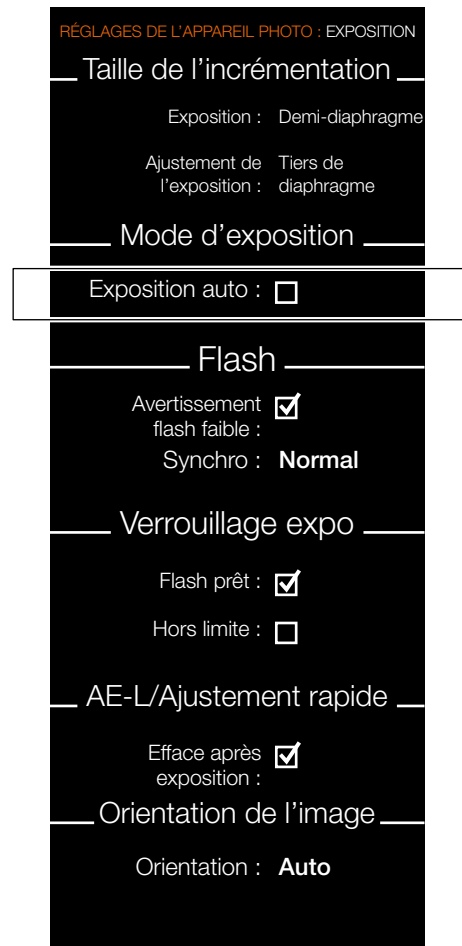 RÉGLAGES DE L'APPAREIL PHOTO : EXPOSITION
Taille de l'incrémentation
Exposition : Demi-diaphragme
Ajustement de Tiers de
l'exposition : diaphragme
Mode d'exposition
Exposition auto :
Flash
Avertissement
flash faible :
Synchro : Normal
Verrouillage expo
Flash prêt :
Hors limite :
AE-L/Ajustement rapide
Efface après
exposition :
Orientation de l'image
Orientation : Auto